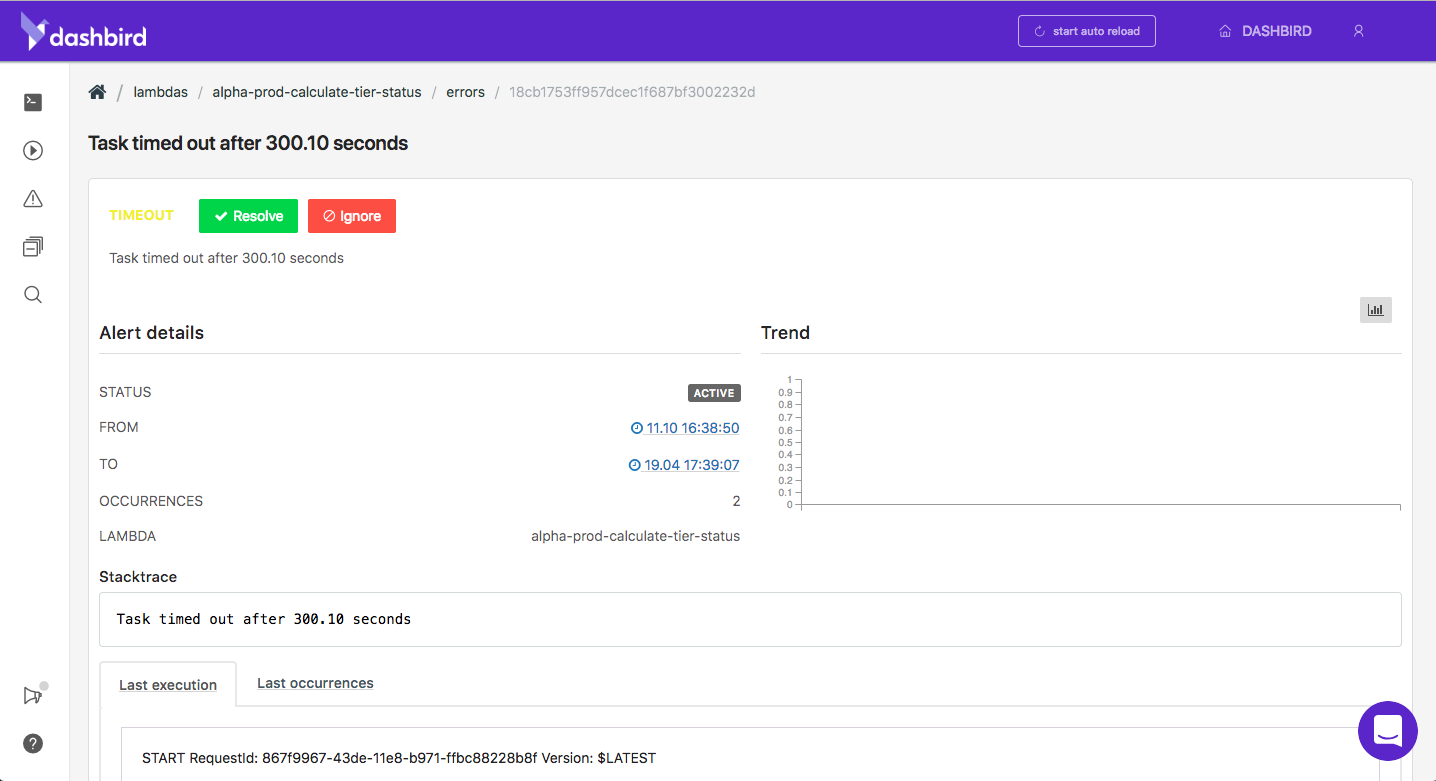 dashbird
start auto reload
DASHBIRD
/ lambdas / alpha-prod-calculate-tier-status / errors / 18cb1753ff957dcec1f687bf3002232d
Task timed out after 300.10 seconds
TIMEOUT
Resolve
Ignore
Task timed out after 300.10 seconds
Alert details
STATUS
ACTIVE
FROM
11.10 16:38:50
TO
19.04 17:39:07
OCCURRENCES
2
LAMBDA
alpha-prod-calculate-tier-status
Trend
1
0.9
0.8
0.7
0.6
0.5
0.4
0.3
0.2
0.1
0
Stacktrace
Task timed out after 300.10 seconds
Last execution
Last occurrences
START RequestId: 867f9967-43de-11e8-b971-ffbc88228b8f Version: $LATEST